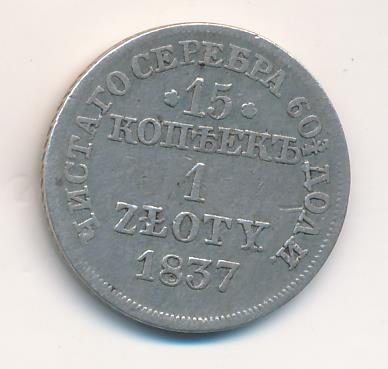 ЧИСТАГО СЕРЕБРА 60¾ ДОЛИ
15
КОПѢЕКЪ
1
ZŁOTY
1837